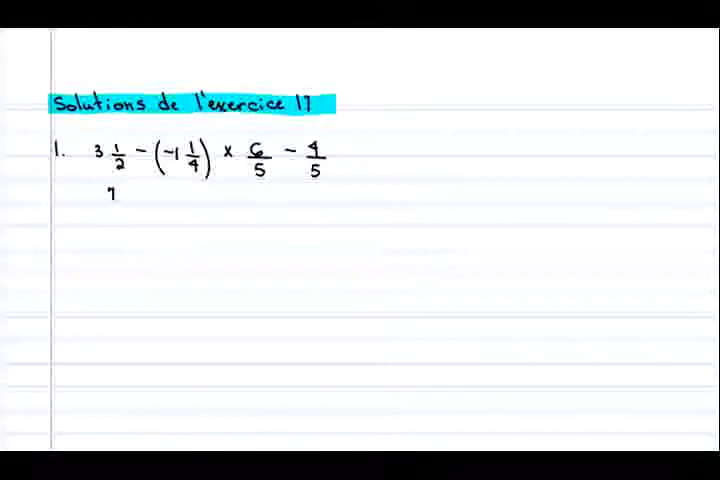 Solutions de l'exercice 17
1. 3 1/2 - (-1 1/4) × 6/5 - 4/5
7